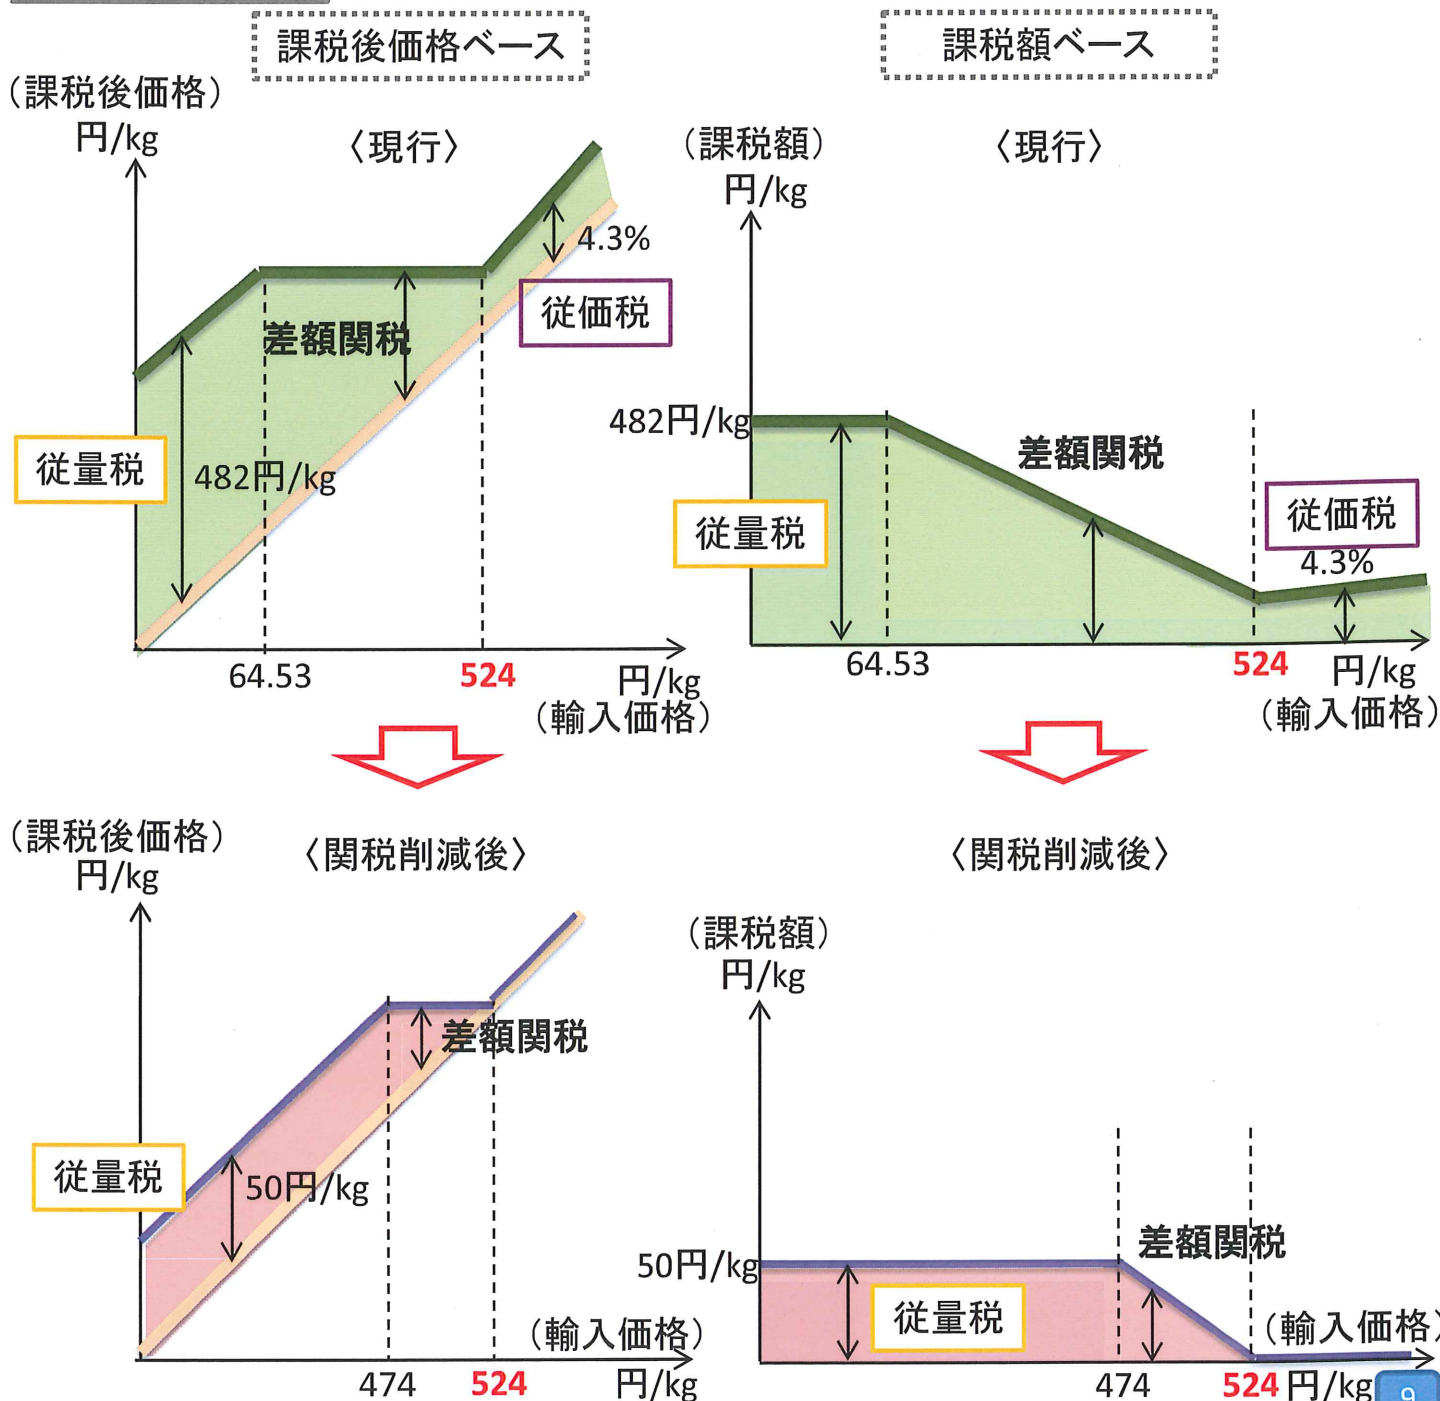 課税後価格ベース
(課税後価格)
円/kg
〈現行〉
4.3%
従価税
差額関税
従量税
482円/kg
64.53
524
円/kg
(輸入価格)
課税額ベース
(課税額)
円/kg
〈現行〉
482円/kg
差額関税
従量税
従価税
4.3%
64.53
524
円/kg
(輸入価格)
(課税後価格)
円/kg
〈関税削減後〉
差額関税
従量税
50円/kg
(輸入価格)
474
524
円/kg
〈関税削減後〉
(課税額)
円/kg
差額関税
50円/kg
従量税
(輸入価格)
474
524
円/kg
9